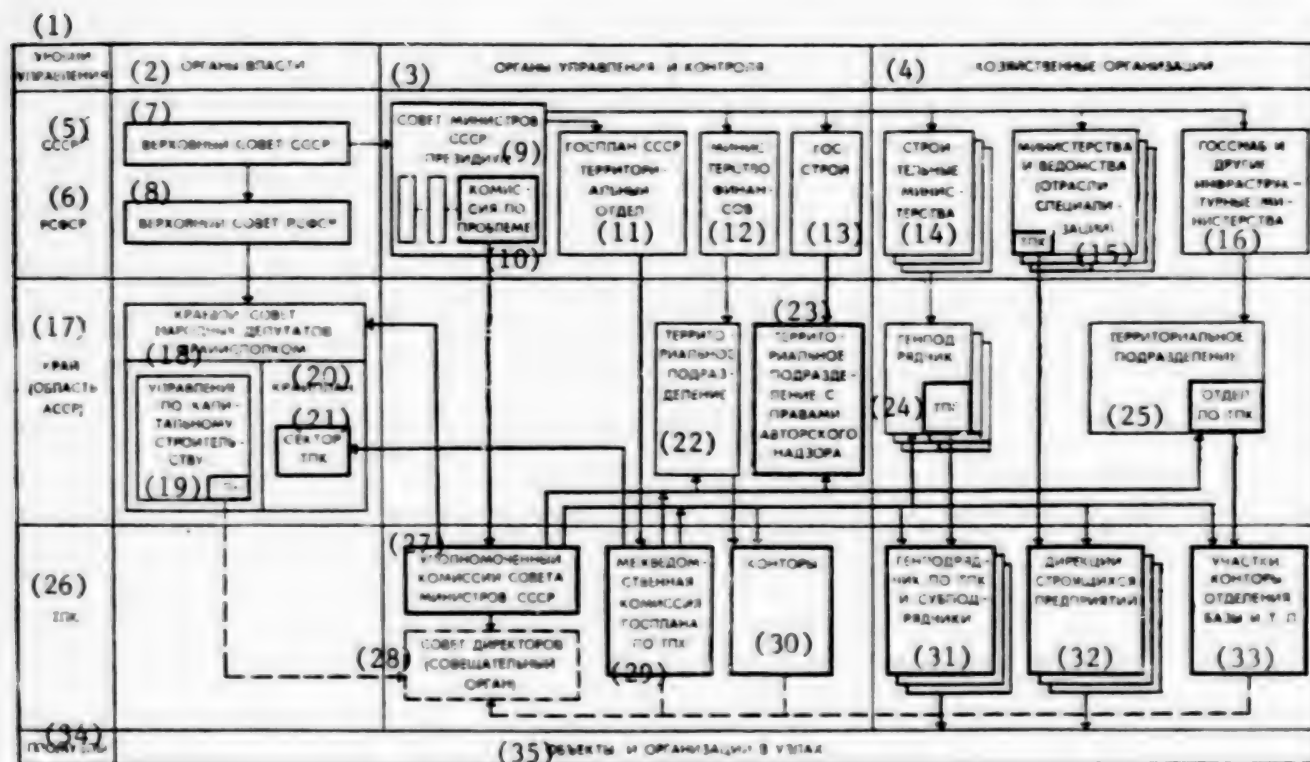 (1)
УРОВНИ
УПРАВЛЕНИЯ
(2) ОРГАНЫ ВЛАСТИ
(3) ОРГАНЫ УПРАВЛЕНИЯ И КОНТРОЛЯ
(4) ХОЗЯЙСТВЕННЫЕ ОРГАНИЗАЦИИ
(5)
СССР
(6)
РСФСР
(7)
ВЕРХОВНЫЙ СОВЕТ СССР
(8)
ВЕРХОВНЫЙ СОВЕТ РСФСР
СОВЕТ МИНИСТРОВ
СССР
ПРЕЗИДИУМ
(9)
КОМИС-
СИЯ ПО
ПРОБЛЕМЕ
(10)
ГОСПЛАН СССР
ТЕРРИТОРИ-
АЛЬНЫЙ
ОТДЕЛ
(11)
МИНИС
ТЕРСТВО
ФИНАН-
СОВ
(12)
ГОС
СТРОЙ
(13)
СТРОИ
ТЕЛЬНЫЕ
МИНИС-
ТЕРСТВА
(14)
МИНИСТЕРСТВА
И ВЕДОМСТВА
(ОТРАСЛИ
СПЕЦИАЛИ-
ЗАЦИИ)
ТПК
(15)
ГОССНАБ И
ДРУГИЕ
ИНФРАСТРУК-
ТУРНЫЕ МИ-
НИСТЕРСТВА
(16)
(17)
КРАЙ
(ОБЛАСТЬ
АССР)
КРАЕВОЙ СОВЕТ
НАРОДНЫХ ДЕПУТАТОВ
КРАЙИСПОЛКОМ
(18)
УПРАВЛЕНИЕ
ПО КАПИ-
ТАЛЬНОМУ
СТРОИТЕЛЬ-
СТВУ
(19)
(20)
КРАЙПЛАН
(21)
СЕКТОР
ТПК
ТЕРРИТО-
РИАЛЬНОЕ
ПОДРАЗ-
ДЕЛЕНИЕ
(22)
(23)
ТЕРРИТО-
РИАЛЬНОЕ
ПОДРАЗДЕ-
ЛЕНИЕ С
ПРАВАМИ
АВТОРСКОГО
НАДЗОРА
ГЕНПОД
РЯДЧИК
(24)
ТЕРРИТОРИАЛЬНОЕ
ПОДРАЗДЕЛЕНИЕ
(25)
ОТДЕЛ
ПО ТПК
(26)
ТПК
(27)
УПОЛНОМОЧЕННЫЙ
КОМИССИИ СОВЕТА
МИНИСТРОВ СССР
(28)
СОВЕТ ДИРЕКТОРОВ
(СОВЕЩАТЕЛЬНЫЙ
ОРГАН)
МЕЖВЕДОМ-
СТВЕННАЯ
КОМИССИЯ
ГОСПЛАНА
ПО ТПК
(29)
КОНТОРЫ
(30)
ГЕНПОДРЯД-
ЧИК ПО ТПК
И СУБПОД-
РЯДЧИКИ
(31)
ДИРЕКЦИИ
СТРОЯЩИХСЯ
ПРЕДПРИЯТИЙ
(32)
УЧАСТКИ
КОНТОРЫ
ОТДЕЛЕНИЯ
БАЗЫ И Т П
(33)
(34)
(35) ОБЪЕКТЫ И ОРГАНИЗАЦИИ В УЗЛАХ